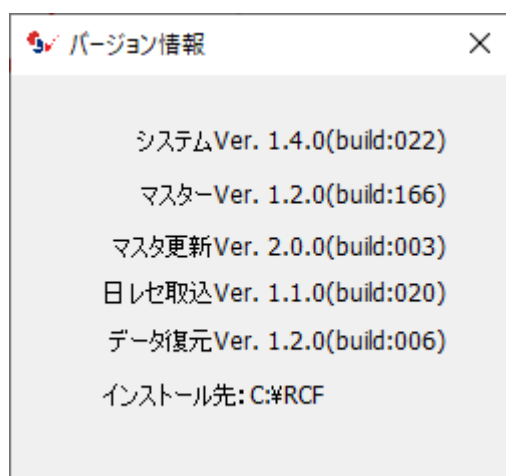 バージョン情報
システムVer. 1.4.0(build:022)
マスターVer. 1.2.0(build:166)
マスタ更新Ver. 2.0.0(build:003)
日レセ取込Ver. 1.1.0(build:020)
データ復元Ver. 1.2.0(build:006)
インストール先: C:¥RCF